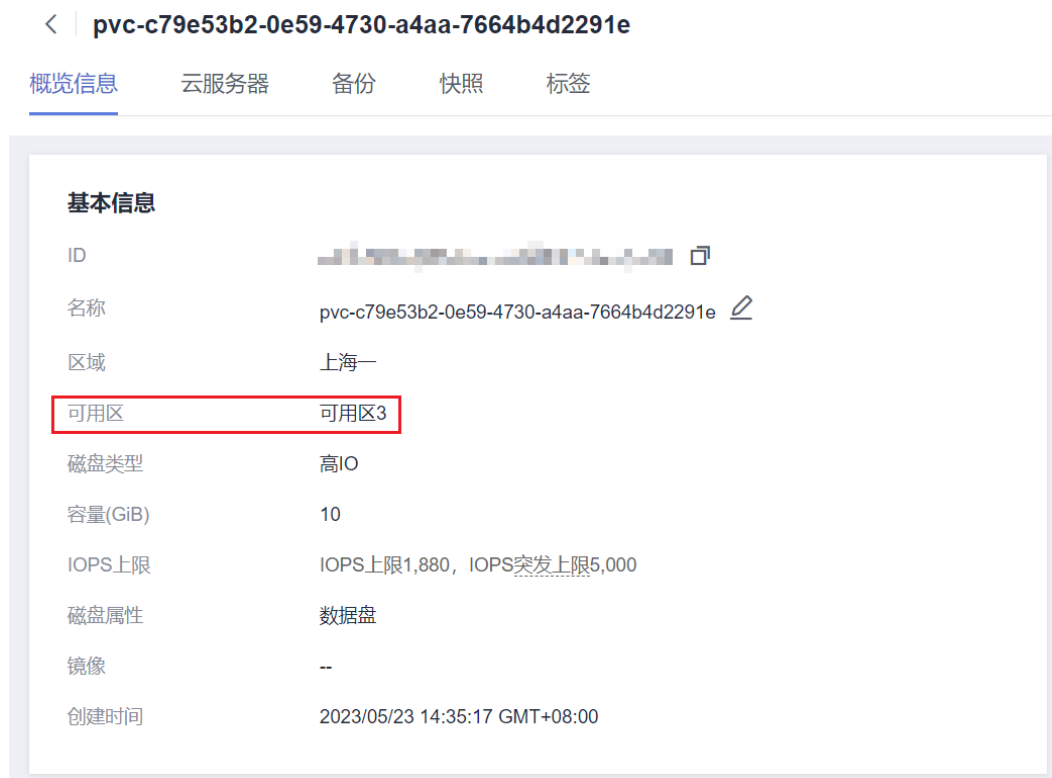 pvc-c79e53b2-0e59-4730-a4aa-7664b4d2291e
概览信息 云服务器 备份 快照 标签
基本信息
ID
名称 pvc-c79e53b2-0e59-4730-a4aa-7664b4d2291e
区域 上海一
可用区 可用区3
磁盘类型 高IO
容量(GiB) 10
IOPS上限 IOPS上限1,880，IOPS突发上限5,000
磁盘属性 数据盘
镜像 --
创建时间 2023/05/23 14:35:17 GMT+08:00